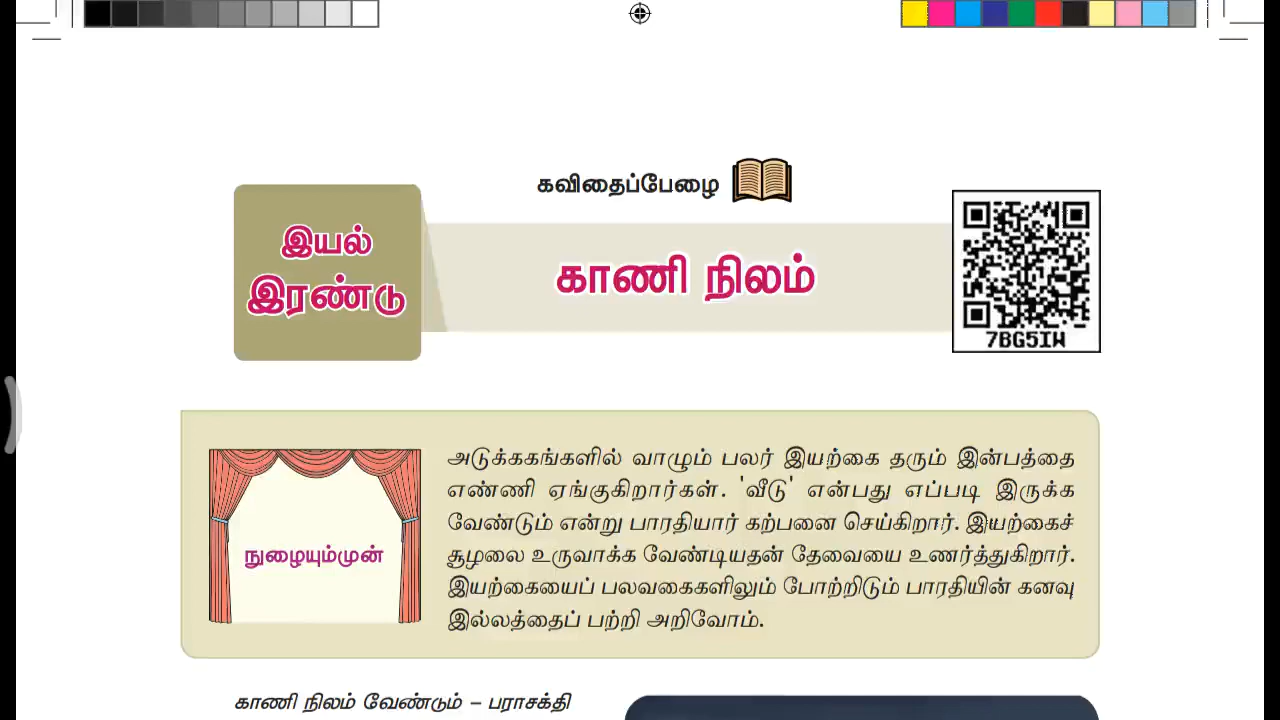 கவிதைப்பேழை
இயல்
இரண்டு
காணி நிலம்
7BG5IW
நுழையும்முன்
அடுக்ககங்களில் வாழும் பலர் இயற்கை தரும் இன்பத்தை
எண்ணி ஏங்குகிறார்கள். 'வீடு' என்பது எப்படி இருக்க
வேண்டும் என்று பாரதியார் கற்பனை செய்கிறார். இயற்கைச்
சூழலை உருவாக்க வேண்டியதன் தேவையை உணர்த்துகிறார்.
இயற்கையைப் பலவகைகளிலும் போற்றிடும் பாரதியின் கனவு
இல்லத்தைப் பற்றி அறிவோம்.
காணி நிலம் வேண்டும் – பராசக்தி